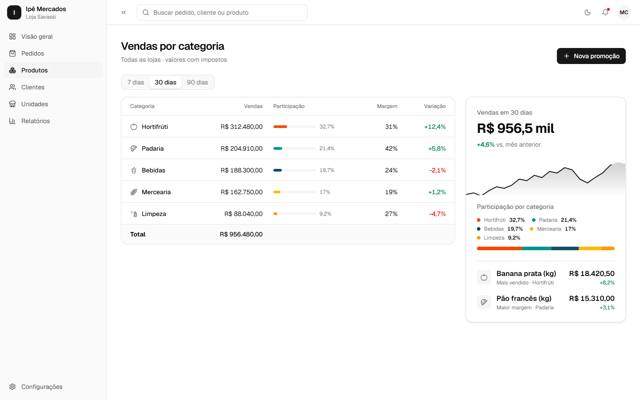 I
Ipê Mercados
Loja Savassi
Visão geral
Pedidos
Produtos
Clientes
Unidades
Relatórios
Configurações
Buscar pedido, cliente ou produto
MC
Vendas por categoria
Todas as lojas · valores com impostos
Nova promoção
7 dias 30 dias 90 dias
Categoria Vendas Participação Margem Variação
Hortifrúti R$ 312.480,00 32,7% 31% +12,4%
Padaria R$ 204.910,00 21,4% 42% +5,8%
Bebidas R$ 188.300,00 19,7% 24% -2,1%
Mercearia R$ 162.750,00 17% 19% +1,2%
Limpeza R$ 88.040,00 9,2% 27% -4,7%
Total R$ 956.480,00
Vendas em 30 dias
R$ 956,5 mil
+4,6% vs. mês anterior
Participação por categoria
Hortifrúti 32,7% Padaria 21,4%
Bebidas 19,7% Mercearia 17%
Limpeza 9,2%
Banana prata (kg) R$ 18.420,50
Mais vendido · Hortifrúti +8,2%
Pão francês (kg) R$ 15.310,00
Maior margem · Padaria +3,1%